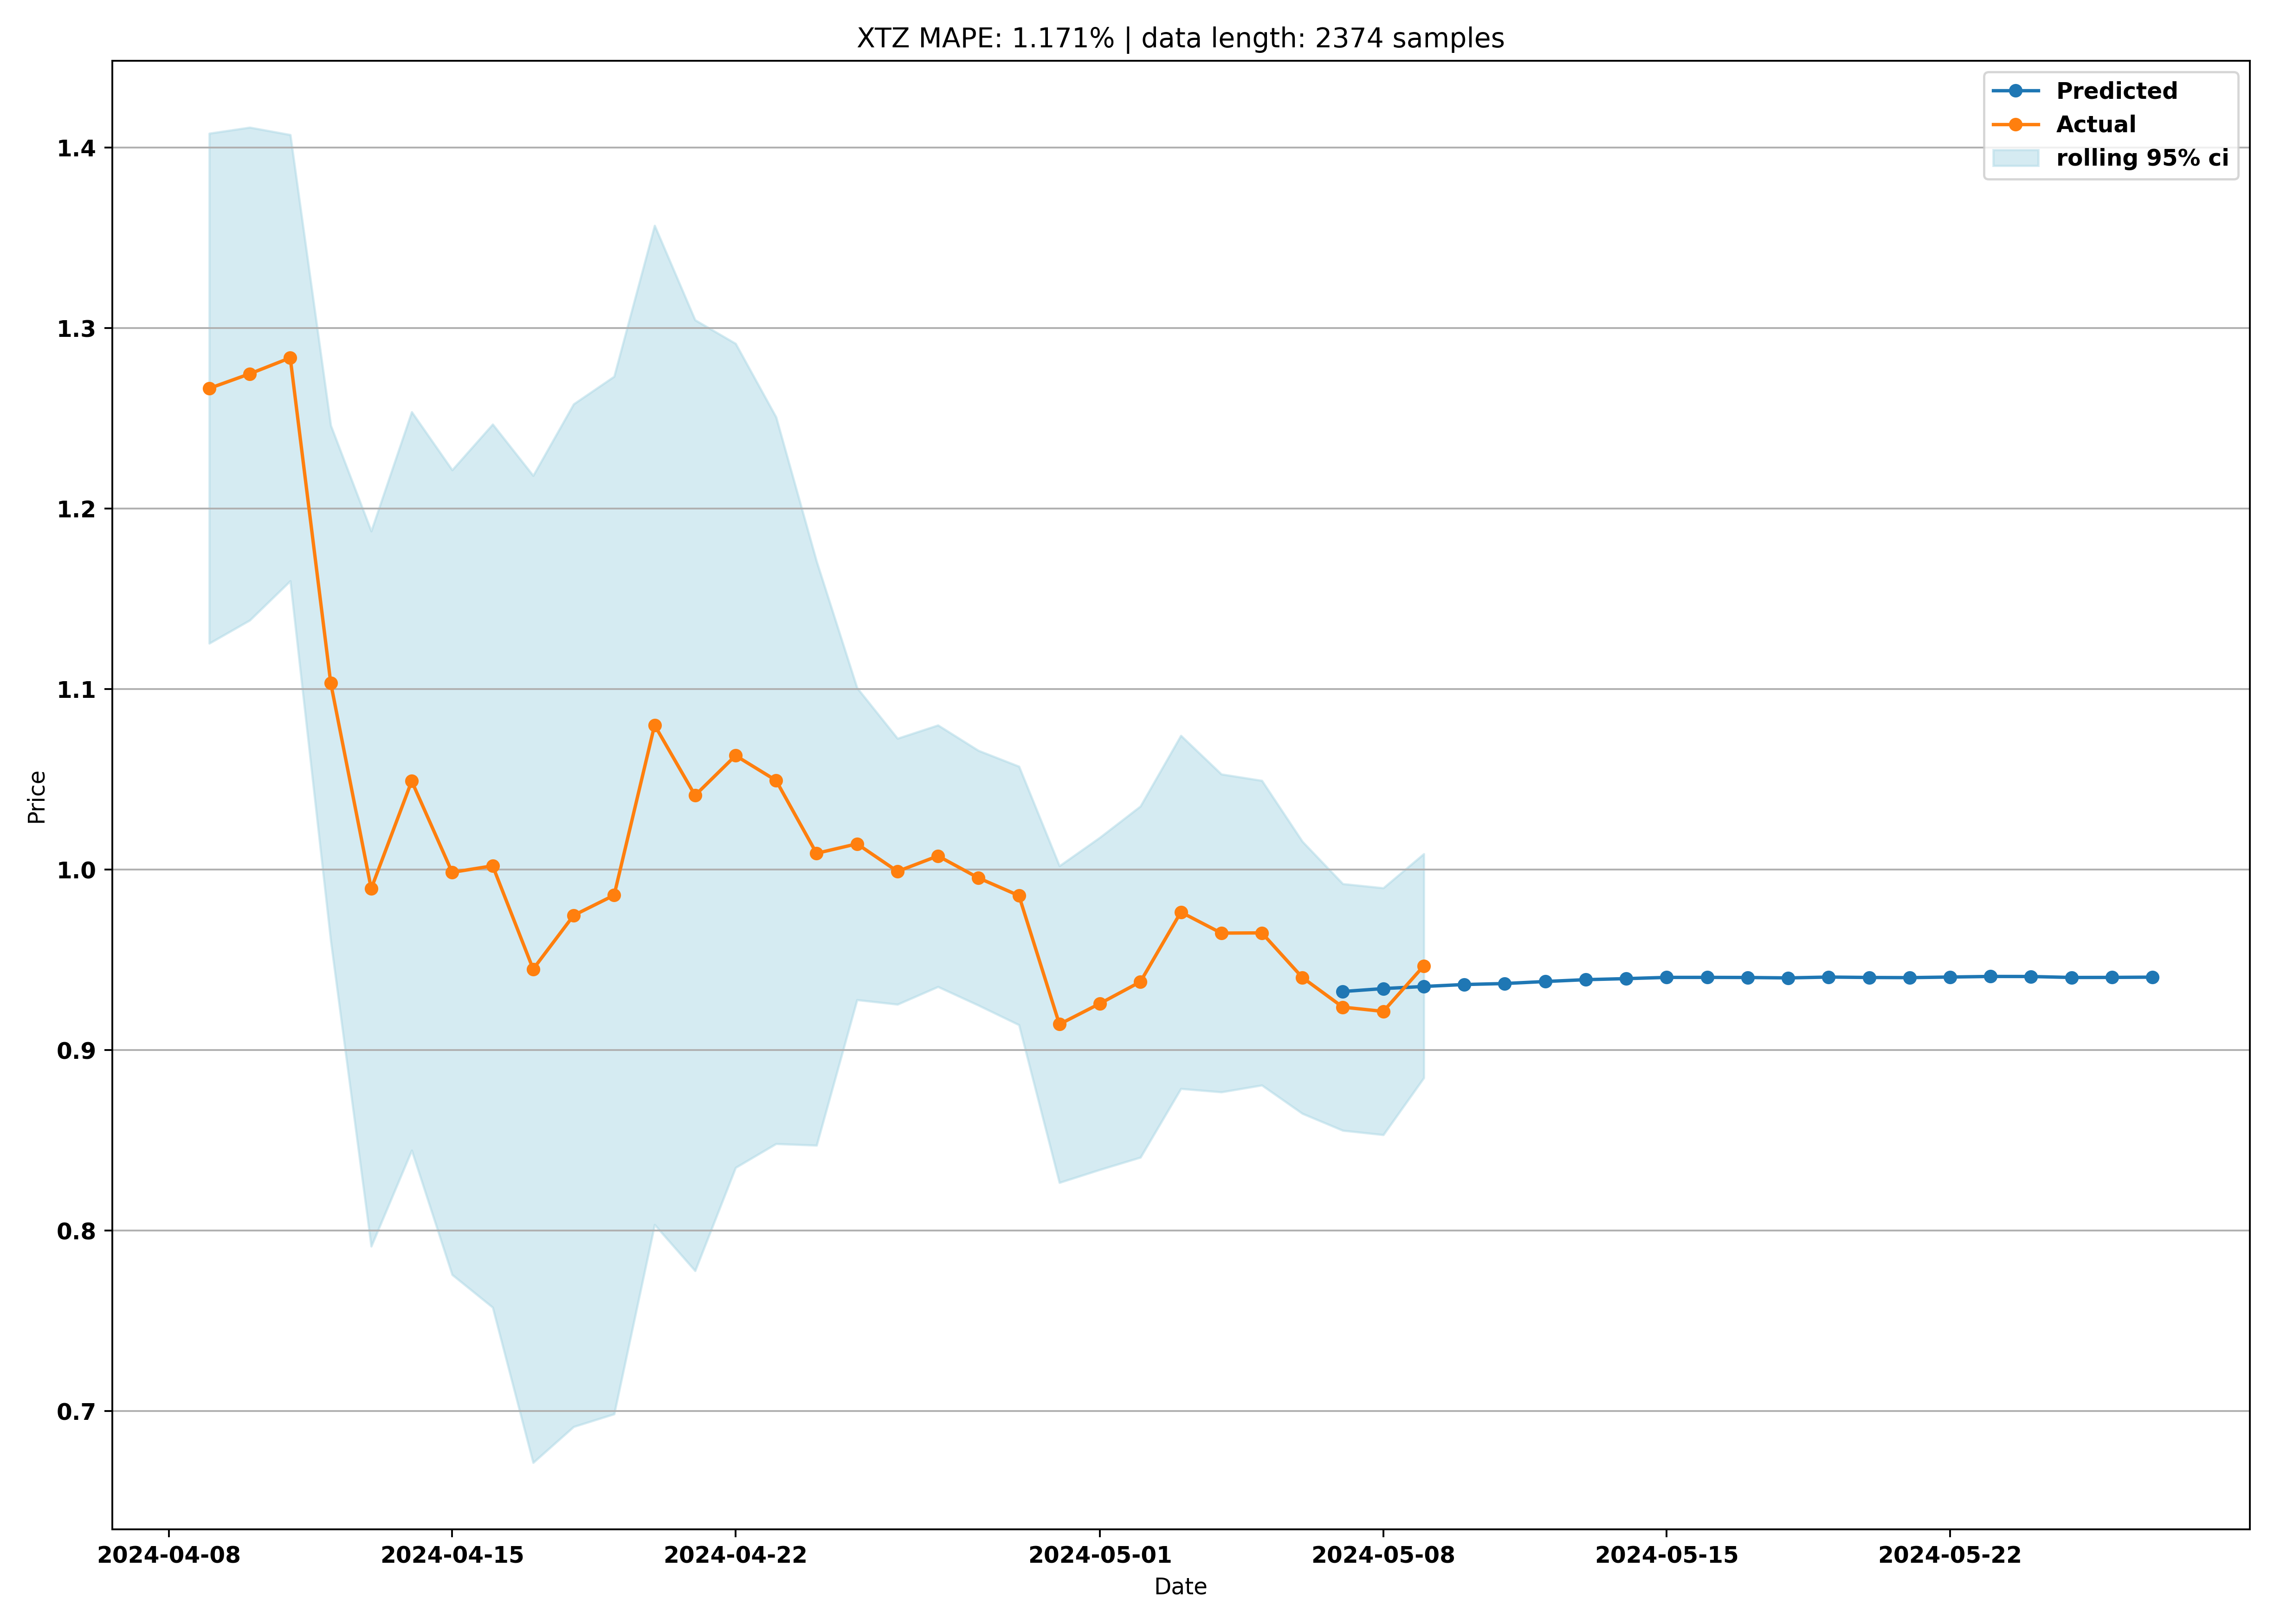 XTZ MAPE: 1.171% | data length: 2374 samples
Predicted
Actual
rolling 95% ci
Price
1.4
1.3
1.2
1.1
1.0
0.9
0.8
0.7
2024-04-08 2024-04-15 2024-04-22 2024-05-01 2024-05-08 2024-05-15 2024-05-22
Date